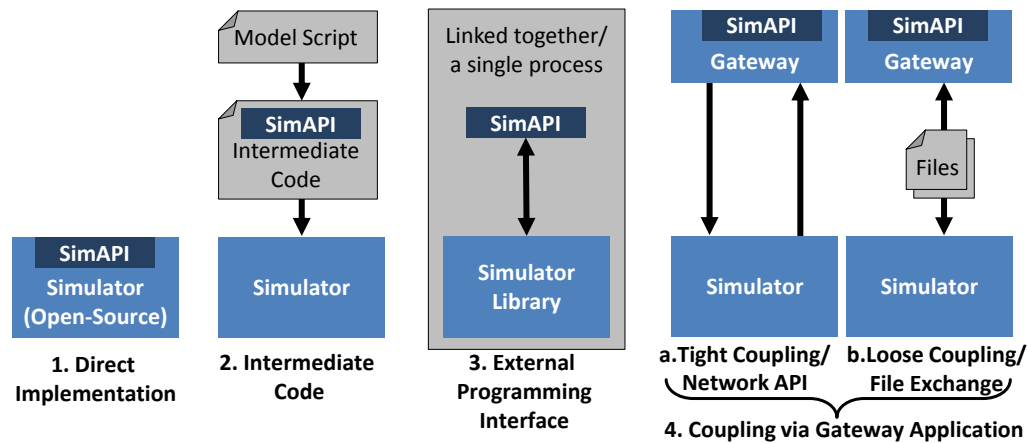 SimAPI
Simulator
(Open-Source)
1. Direct
Implementation
Model Script
SimAPI
Intermediate
Code
Simulator
2. Intermediate
Code
Linked together/
a single process
SimAPI
Simulator
Library
3. External
Programming
Interface
SimAPI
Gateway
Simulator
a.Tight Coupling/
Network API
SimAPI
Gateway
Files
Simulator
b.Loose Coupling/
File Exchange
4. Coupling via Gateway Application